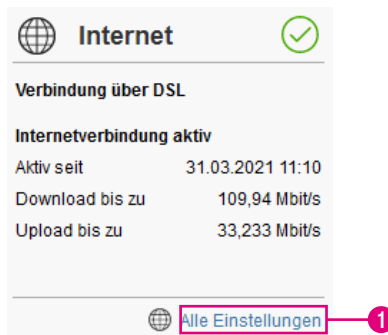 Internet
Verbindung über DSL
Internetverbindung aktiv
Aktiv seit 31.03.2021 11:10
Download bis zu 109,94 Mbit/s
Upload bis zu 33,233 Mbit/s
Alle Einstellungen 1